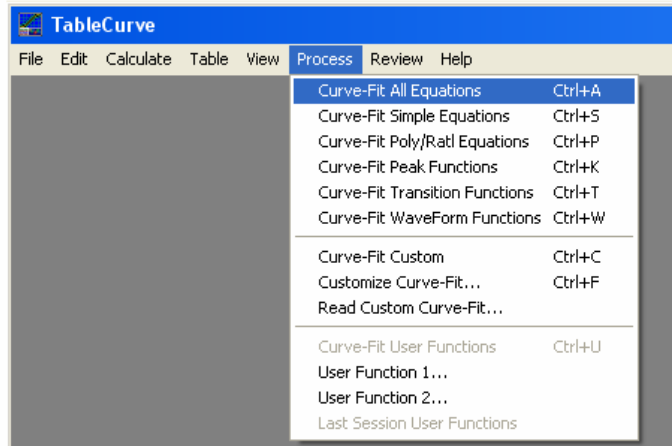 TableCurve
File Edit Calculate Table View Process Review Help
Curve-Fit All Equations Ctrl+A
Curve-Fit Simple Equations Ctrl+S
Curve-Fit Poly/Ratl Equations Ctrl+P
Curve-Fit Peak Functions Ctrl+K
Curve-Fit Transition Functions Ctrl+T
Curve-Fit WaveForm Functions Ctrl+W
Curve-Fit Custom Ctrl+C
Customize Curve-Fit... Ctrl+F
Read Custom Curve-Fit...
Curve-Fit User Functions Ctrl+U
User Function 1...
User Function 2...
Last Session User Functions